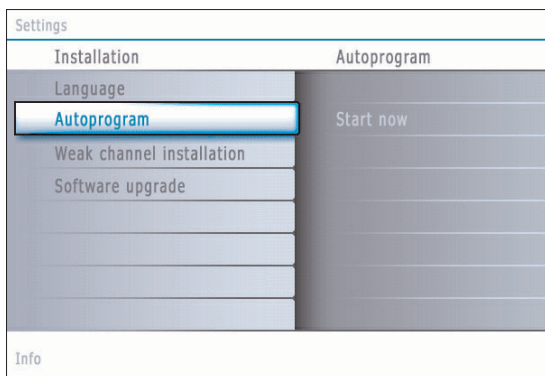 Settings
Installation
Autoprogram
Language
Autoprogram
Start now
Weak channel installation
Software upgrade
Info